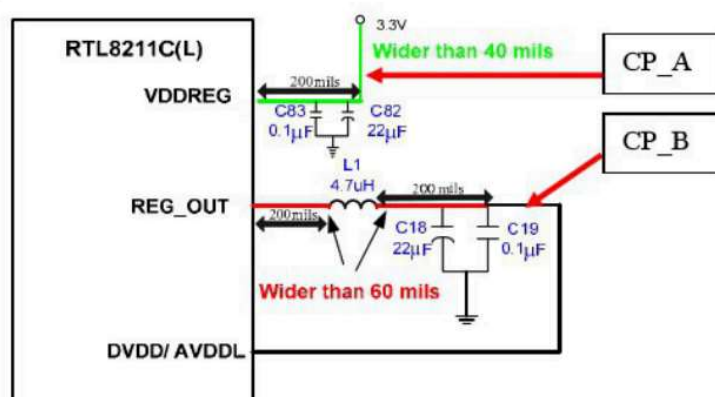 3.3V
RTL8211C(L)
Wider than 40 mils
CP_A
200mils
VDDREG
C83
0.1µF
C82
22µF
CP_B
L1
4.7uH
200 mils
REG_OUT
200mils
C18
22µF
C19
0.1µF
Wider than 60 mils
DVDD/ AVDDL